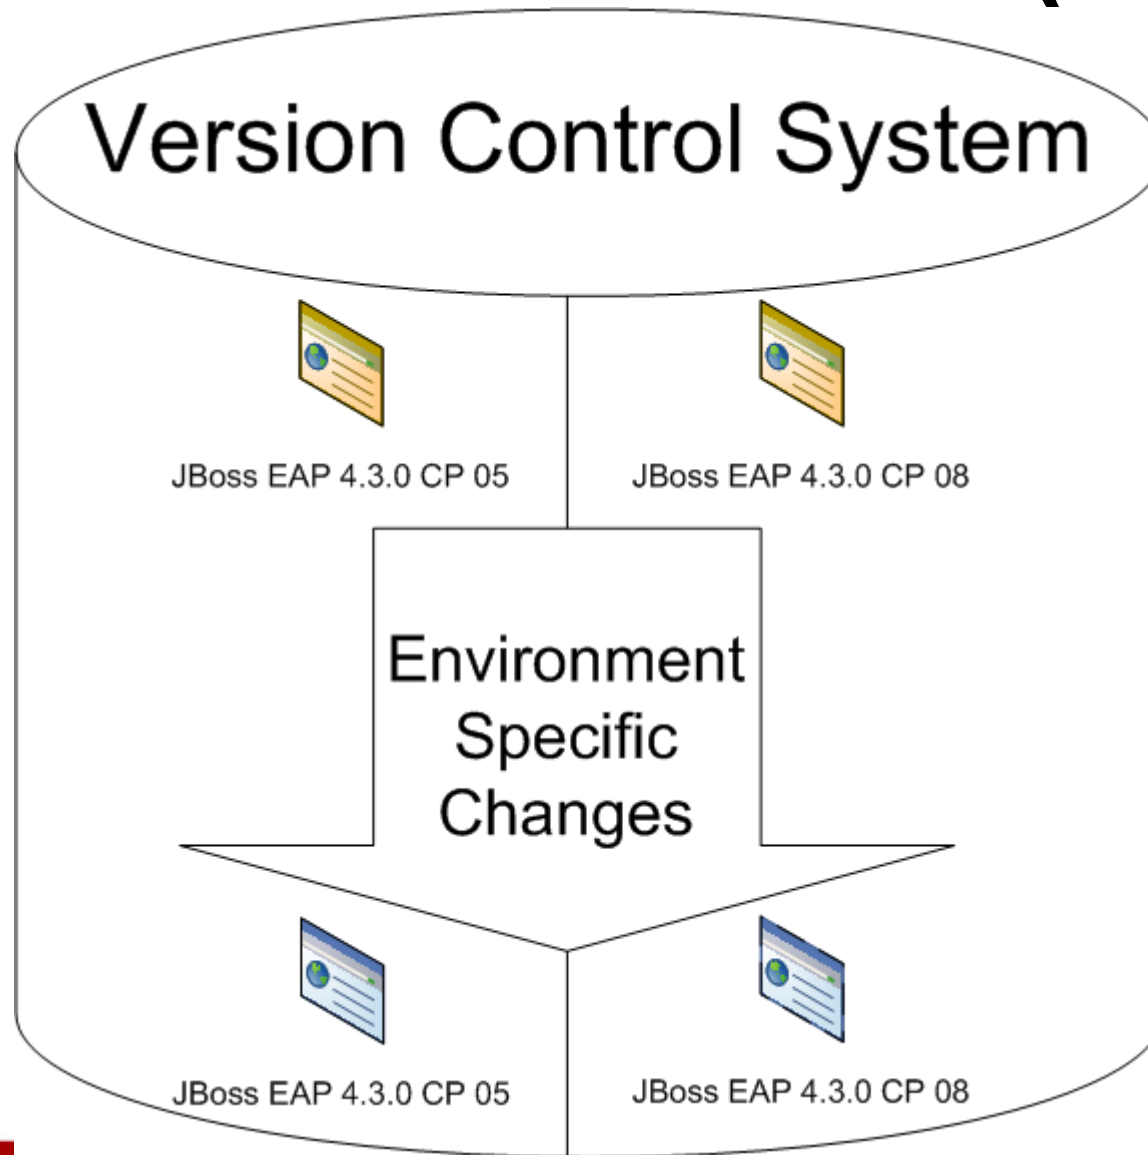 Version Control System
JBoss EAP 4.3.0 CP 05
JBoss EAP 4.3.0 CP 08
Environment
Specific
Changes
JBoss EAP 4.3.0 CP 05
JBoss EAP 4.3.0 CP 08